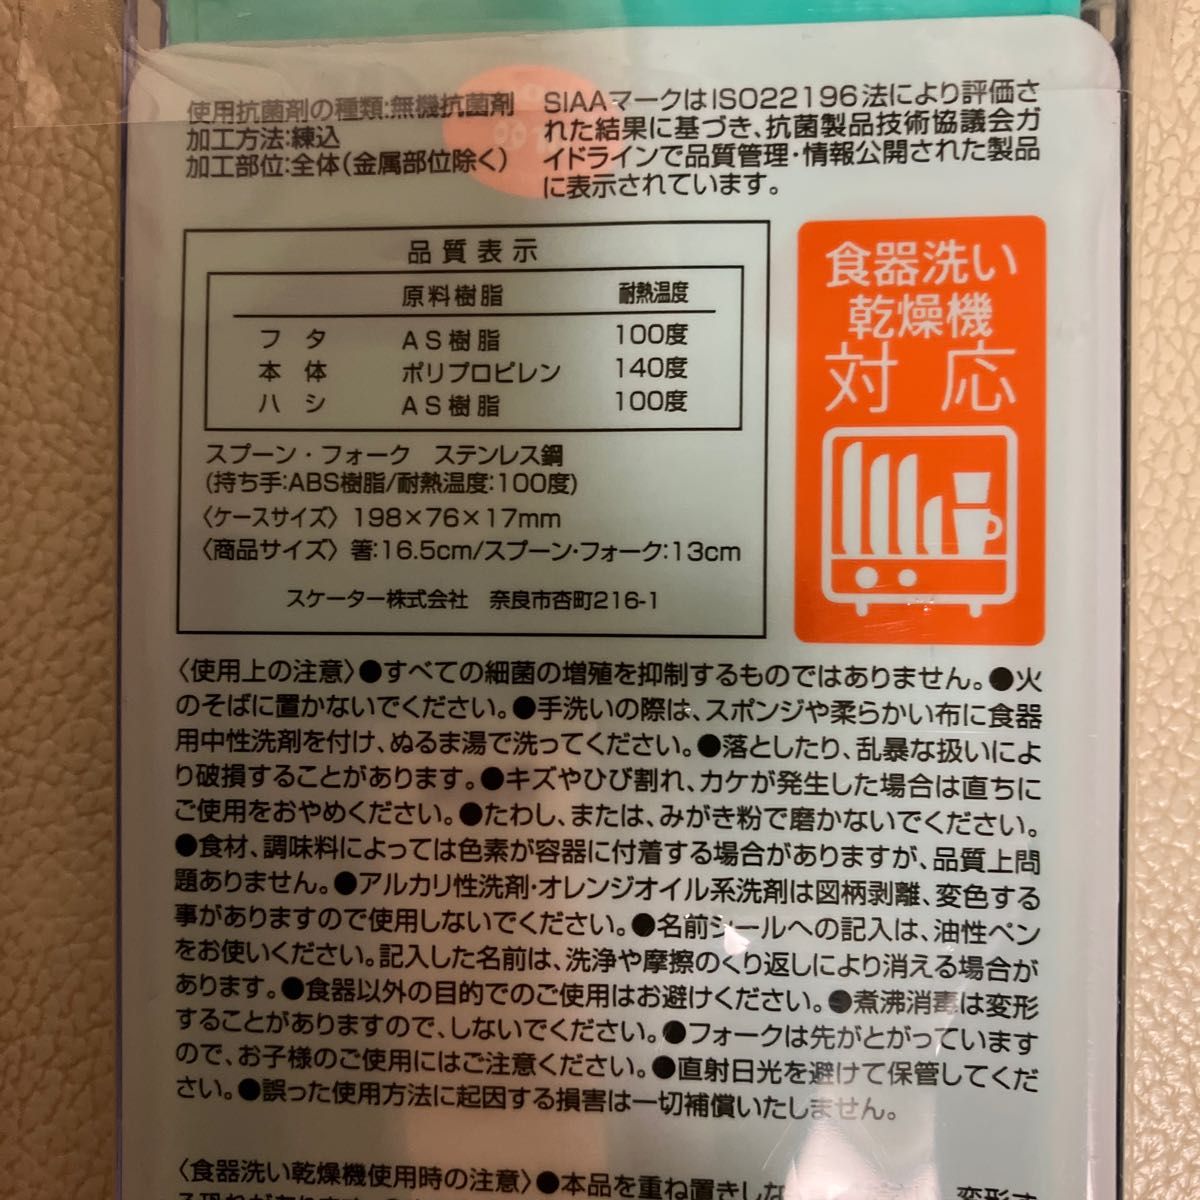 使用抗菌剤の種類:無機抗菌剤
加工方法:練込
加工部位:全体(金属部位除く)
SIAAマークはISO22196法により評価さ
れた結果に基づき、抗菌製品技術協議会ガ
イドラインで品質管理・情報公開された製品
に表示されています。
品質表示
原料樹脂 耐熱温度
フタ AS樹脂 100度
本体 ポリプロピレン 140度
ハシ AS樹脂 100度
スプーン・フォーク ステンレス鋼
(持ち手:ABS樹脂/耐熱温度:100度)
〈ケースサイズ〉198×76×17mm
〈商品サイズ〉箸:16.5cm/スプーン・フォーク:13cm
スケーター株式会社 奈良市杏町216-1
食器洗い
乾燥機
対応
〈使用上の注意〉●すべての細菌の増殖を抑制するものではありません。●火
のそばに置かないでください。●手洗いの際は、スポンジや柔らかい布に食器
用中性洗剤を付け、ぬるま湯で洗ってください。●落としたり、乱暴な扱いによ
り破損することがあります。●キズやひび割れ、カケが発生した場合は直ちに
ご使用をおやめください。●たわし、または、みがき粉で磨かないでください。
●食材、調味料によっては色素が容器に付着する場合がありますが、品質上問
題ありません。●アルカリ性洗剤・オレンジオイル系洗剤は図柄剥離、変色する
事がありますので使用しないでください。●名前シールへの記入は、油性ペン
をお使いください。記入した名前は、洗浄や摩擦のくり返しにより消える場合が
あります。●食器以外の目的でのご使用はお避けください。●煮沸消毒は変形
することがありますので、しないでください。●フォークは先がとがっています
ので、お子様のご使用にはご注意ください。●直射日光を避けて保管してくだ
さい。●誤った使用方法に起因する損害は一切補償いたしません。
〈食器洗い乾燥機使用時の注意〉●本品を重ね置きしな 変形す